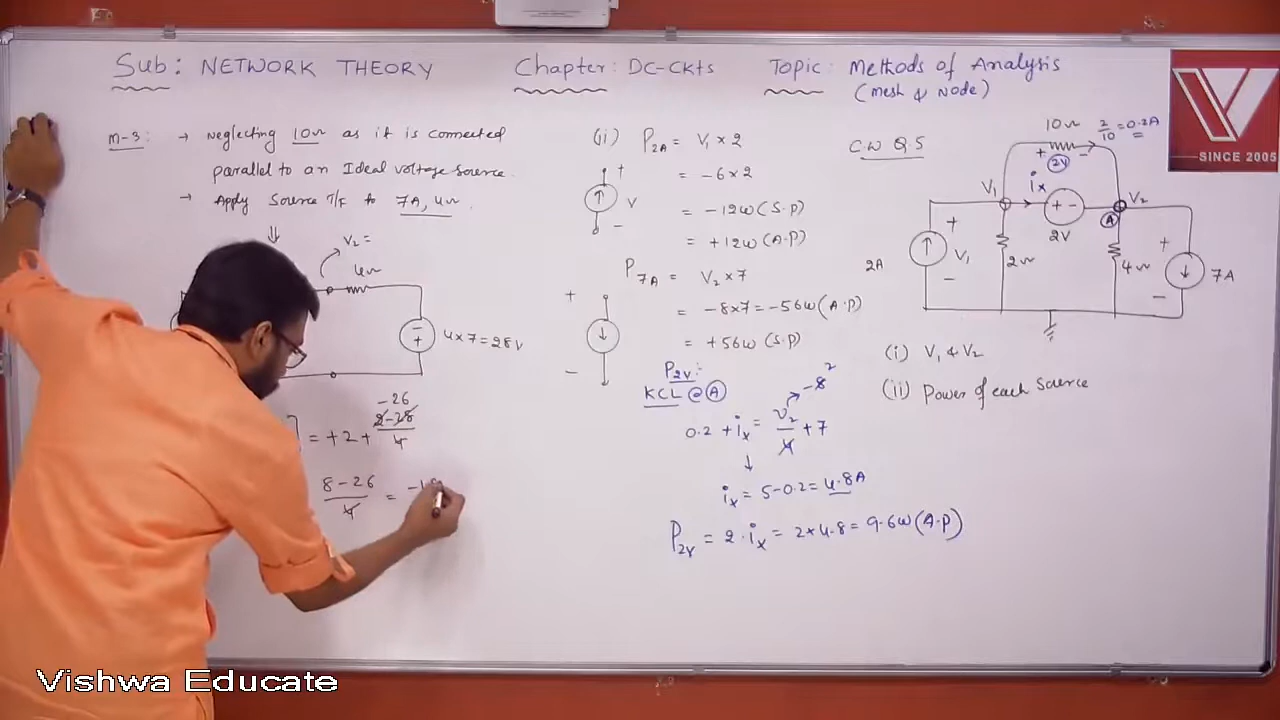 Sub: NETWORK THEORY Chapter: DC-Ckts Topic: Methods of Analysis
(mesh & Node)
M-3: → Neglecting 10Ω as it is connected
parallel to an Ideal voltage source.
→ Apply Source T/F to 7A, 4Ω.
V₂ =
4Ω
4×7=28V
-26
= +2 + 2-28/4
8-26/4 = -18
(ii) P2A = V₁ × 2
= -6×2
= -12W (S.P)
= +12W (A.P)
+
V
-
P7A = V₂ × 7
= -8×7 = -56W (A.P)
= +56W (S.P)
+
-
P2V:
KCL @ (A)
-8 2
0.2 + ix = V₂/4 + 7
ix = 5-0.2 = 4.8A
P2V = 2·ix = 2×4.8 = 9.6W (A.P)
C.W Q.5
10Ω 2/10=0.2A
+ 2V -
V₁ ix V₂
+ -
2V
A
2A
+
V₁
-
2Ω
4Ω
+
-
7A
(i) V₁ & V₂
(ii) Power of each Source
V
SINCE 2005
Vishwa Educate